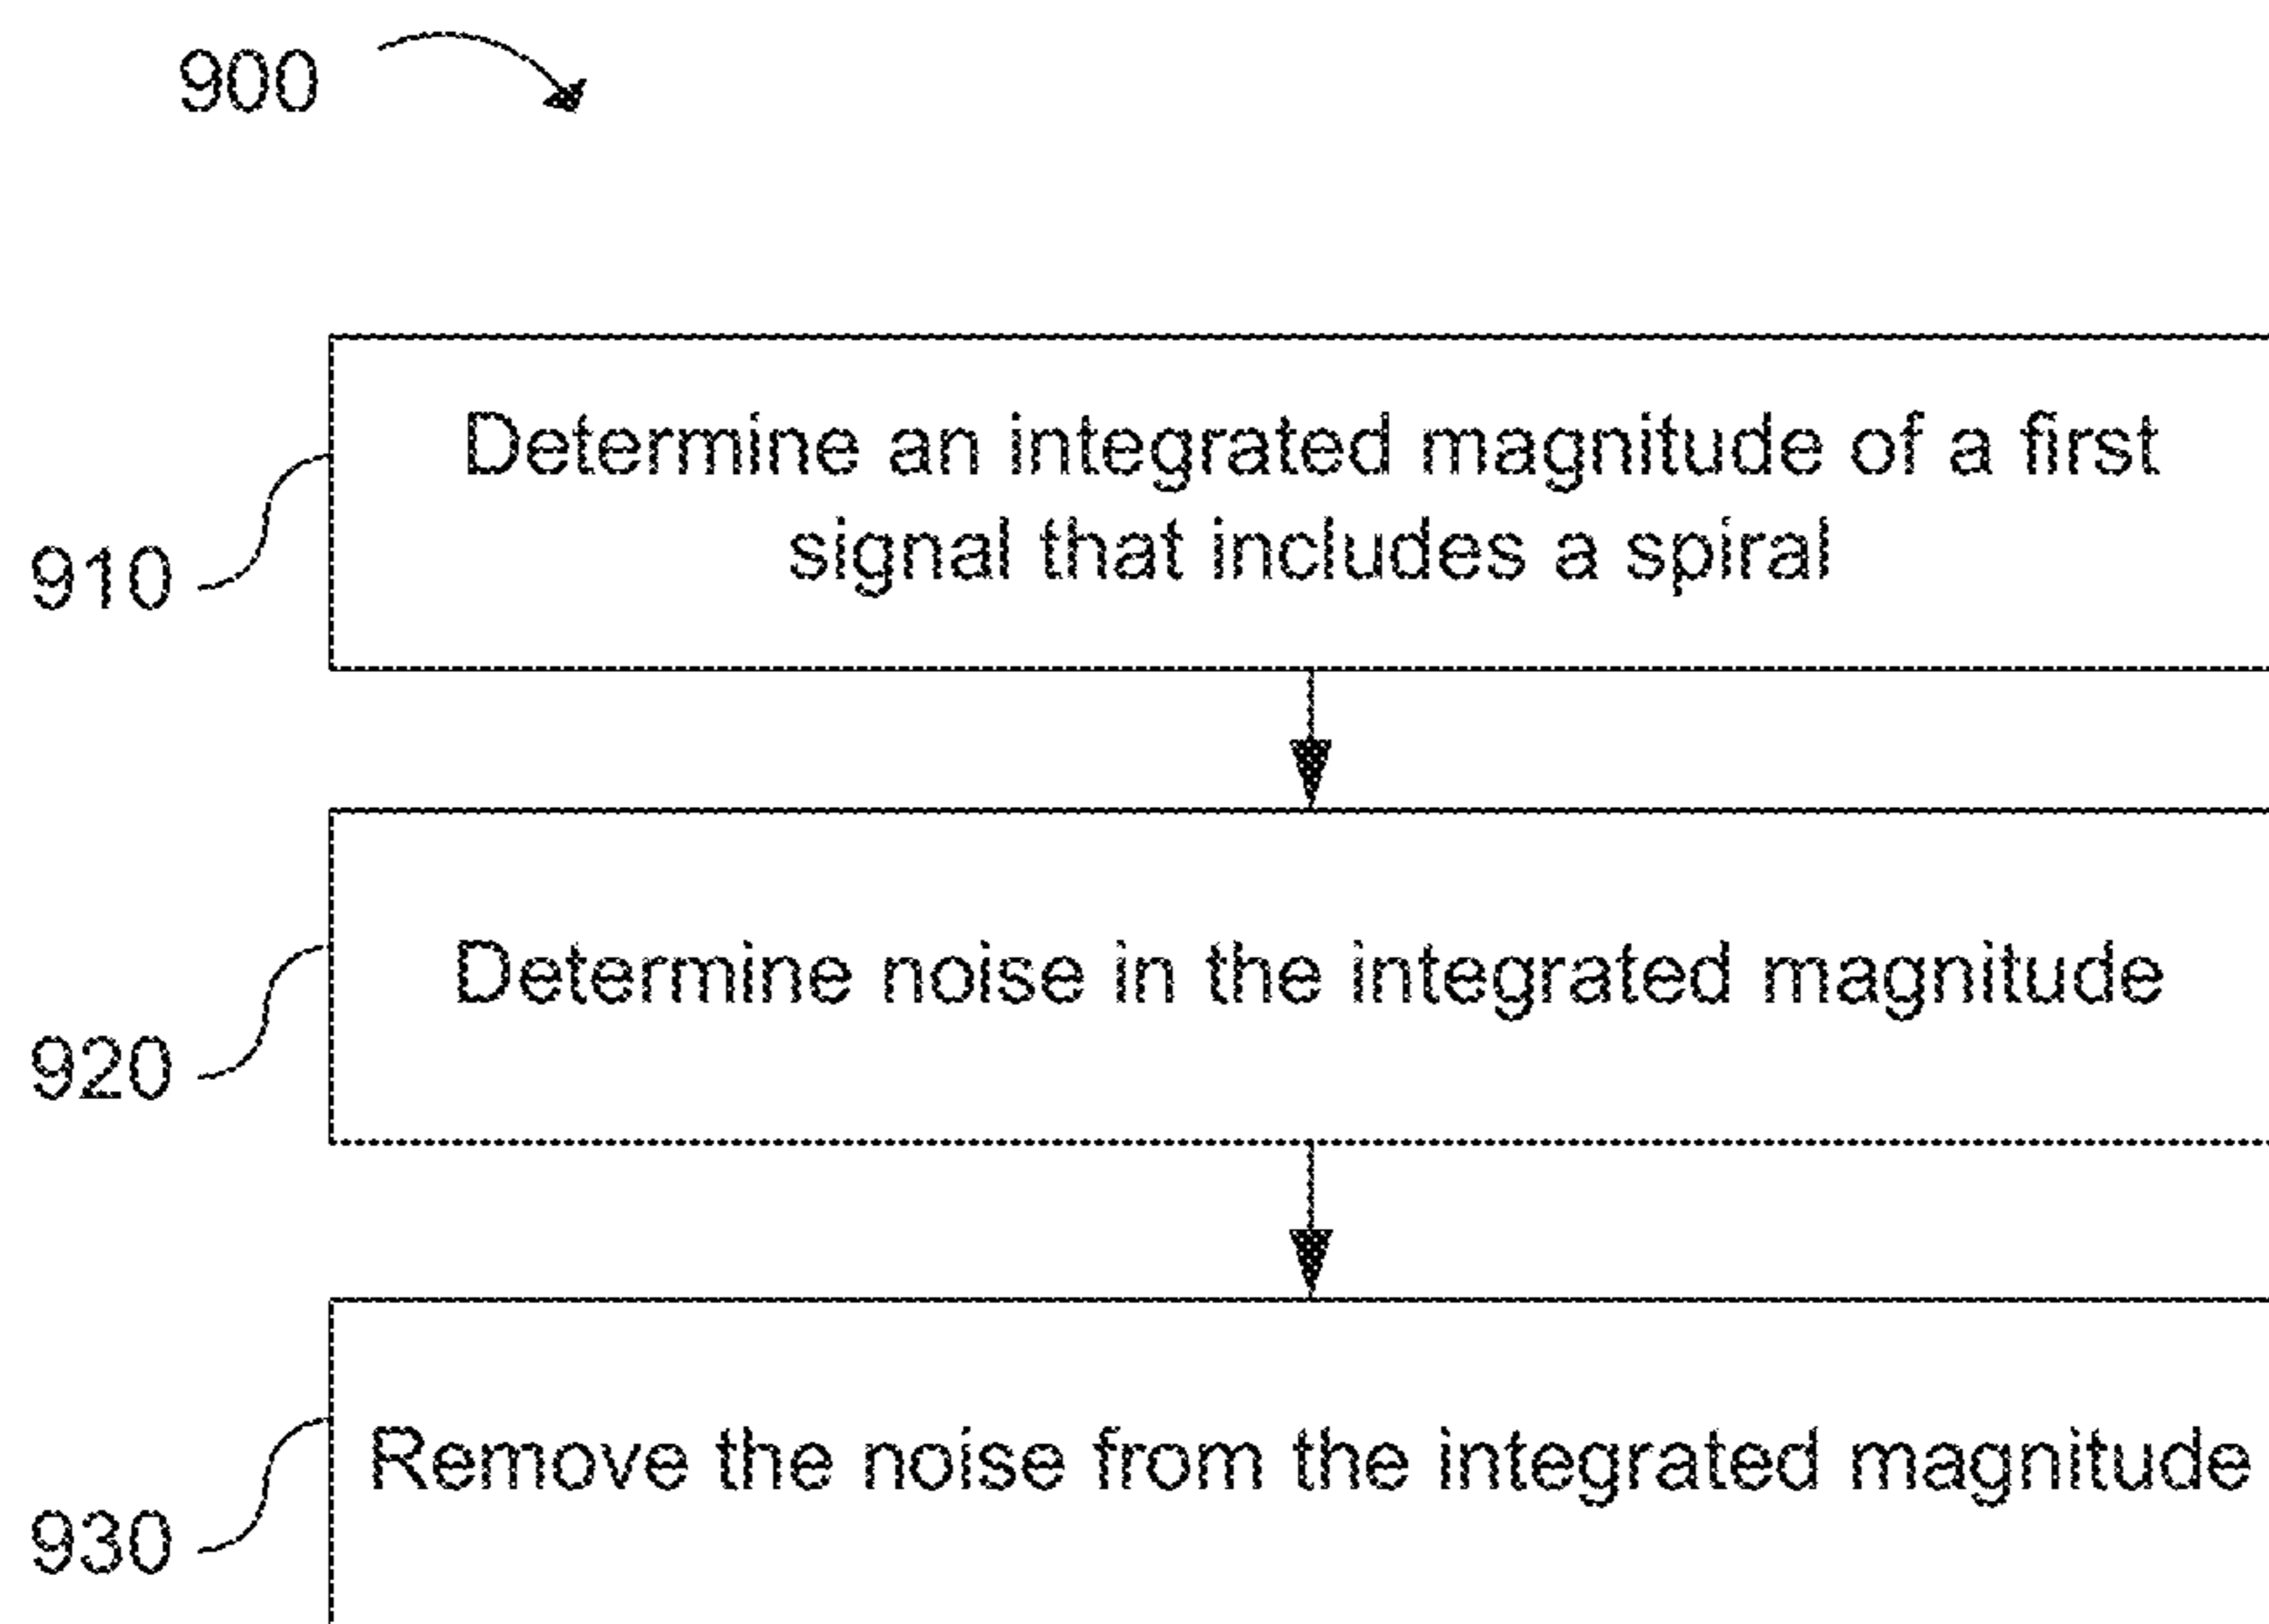 900
Determine an integrated magnitude of a first
signal that includes a spiral
910
Determine noise in the integrated magnitude
920
Remove the noise from the integrated magnitude
930